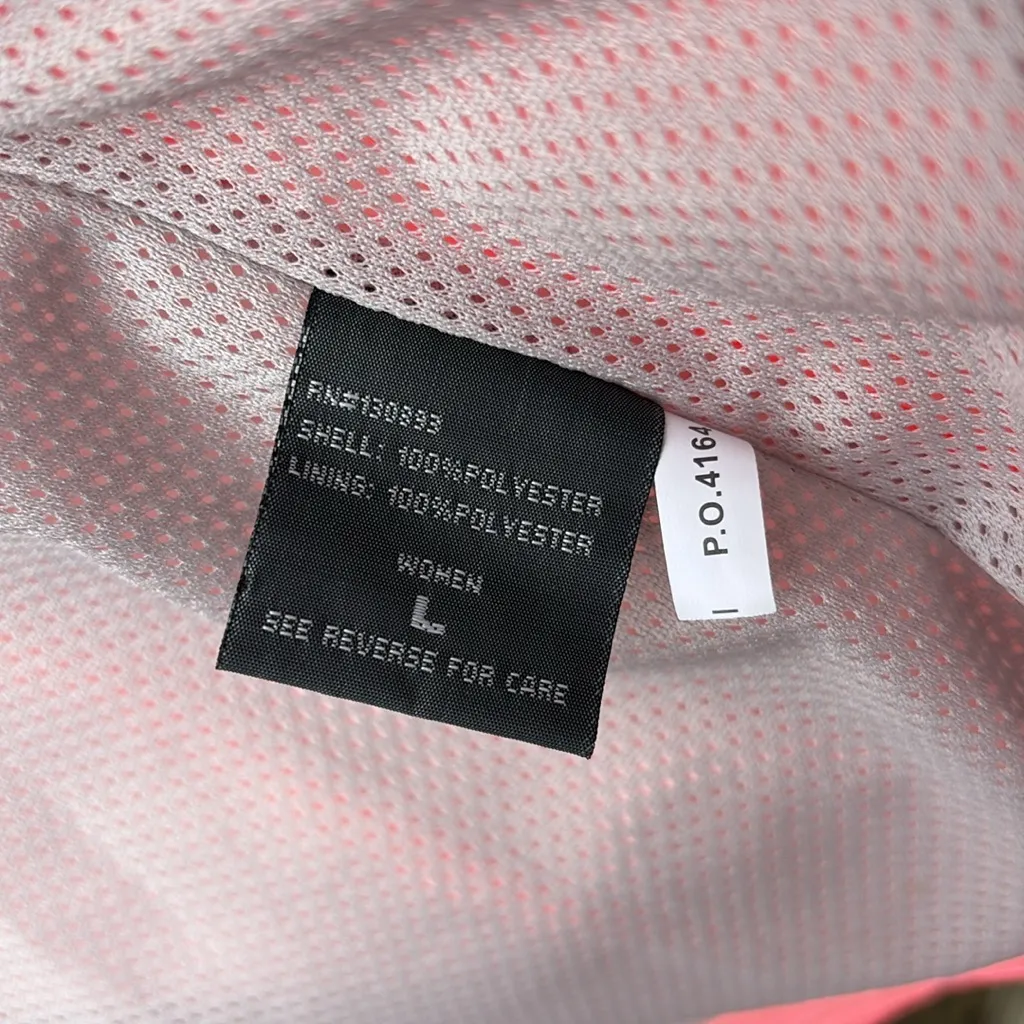 RN#130893
SHELL: 100%POLYESTER
LINING: 100%POLYESTER
WOMEN
L
SEE REVERSE FOR CARE
P.O.4164